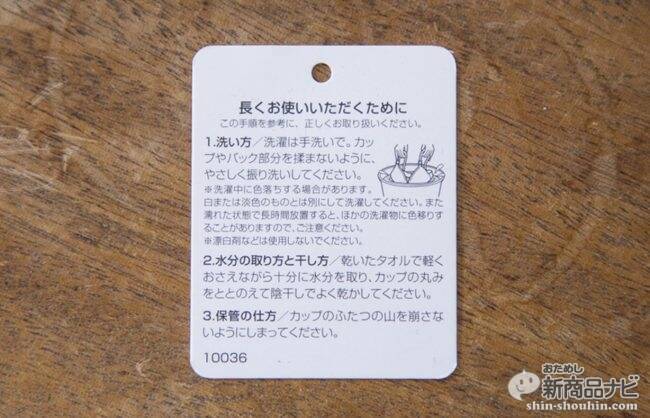 長くお使いいただくために
この手順を参考に、正しくお取り扱いください。
1.洗い方／洗濯は手洗いで。カッ
プやバック部分を揉まないように、
やさしく振り洗いしてください。
※洗濯中に色落ちする場合があります。
白または淡色のものとは別にして洗濯してください。また
濡れた状態で長時間放置すると、ほかの洗濯物に色移りす
ることがありますので、ご注意ください。
※漂白剤などは使用しないでください。
2.水分の取り方と干し方／乾いたタオルで軽く
おさえながら十分に水分を取り、カップの丸み
をととのえて陰干しでよく乾かしてください。
3.保管の仕方／カップのふたつの山を崩さな
いようにしまってください。
10036
おためし
新商品ナビ
shin-shouhin.com